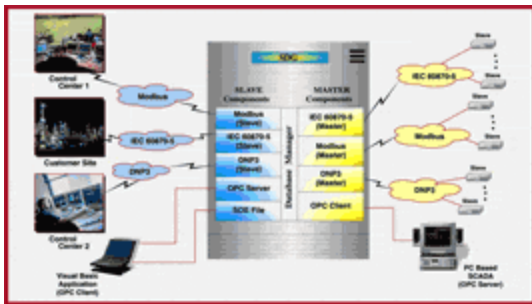 SDG
SLAVE
Components
MASTER
Components
Control
Center 1
Modbus
Modbus
(Slave)
IEC 60870-5
(Master)
IEC 60870-5
Slave
Slave
Customer Site
IEC 60870-5
IEC 60870-5
(Slave)
Database Manager
Modbus
(Master)
Modbus
Slave
Slave
Control
Center 2
DNP3
DNP3
(Slave)
DNP3
(Master)
DNP3
Slave
Slave
OPC Server
OPC Client
SOE File
Visual Basic
Application
(OPC Client)
PC Based
SCADA
(OPC Server)